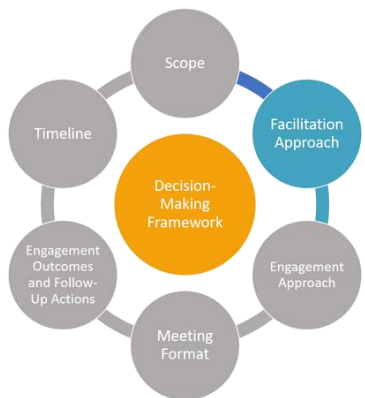 Scope
Facilitation
Approach
Timeline
Decision-
Making
Framework
Engagement
Outcomes
and Follow-
Up Actions
Engagement
Approach
Meeting
Format